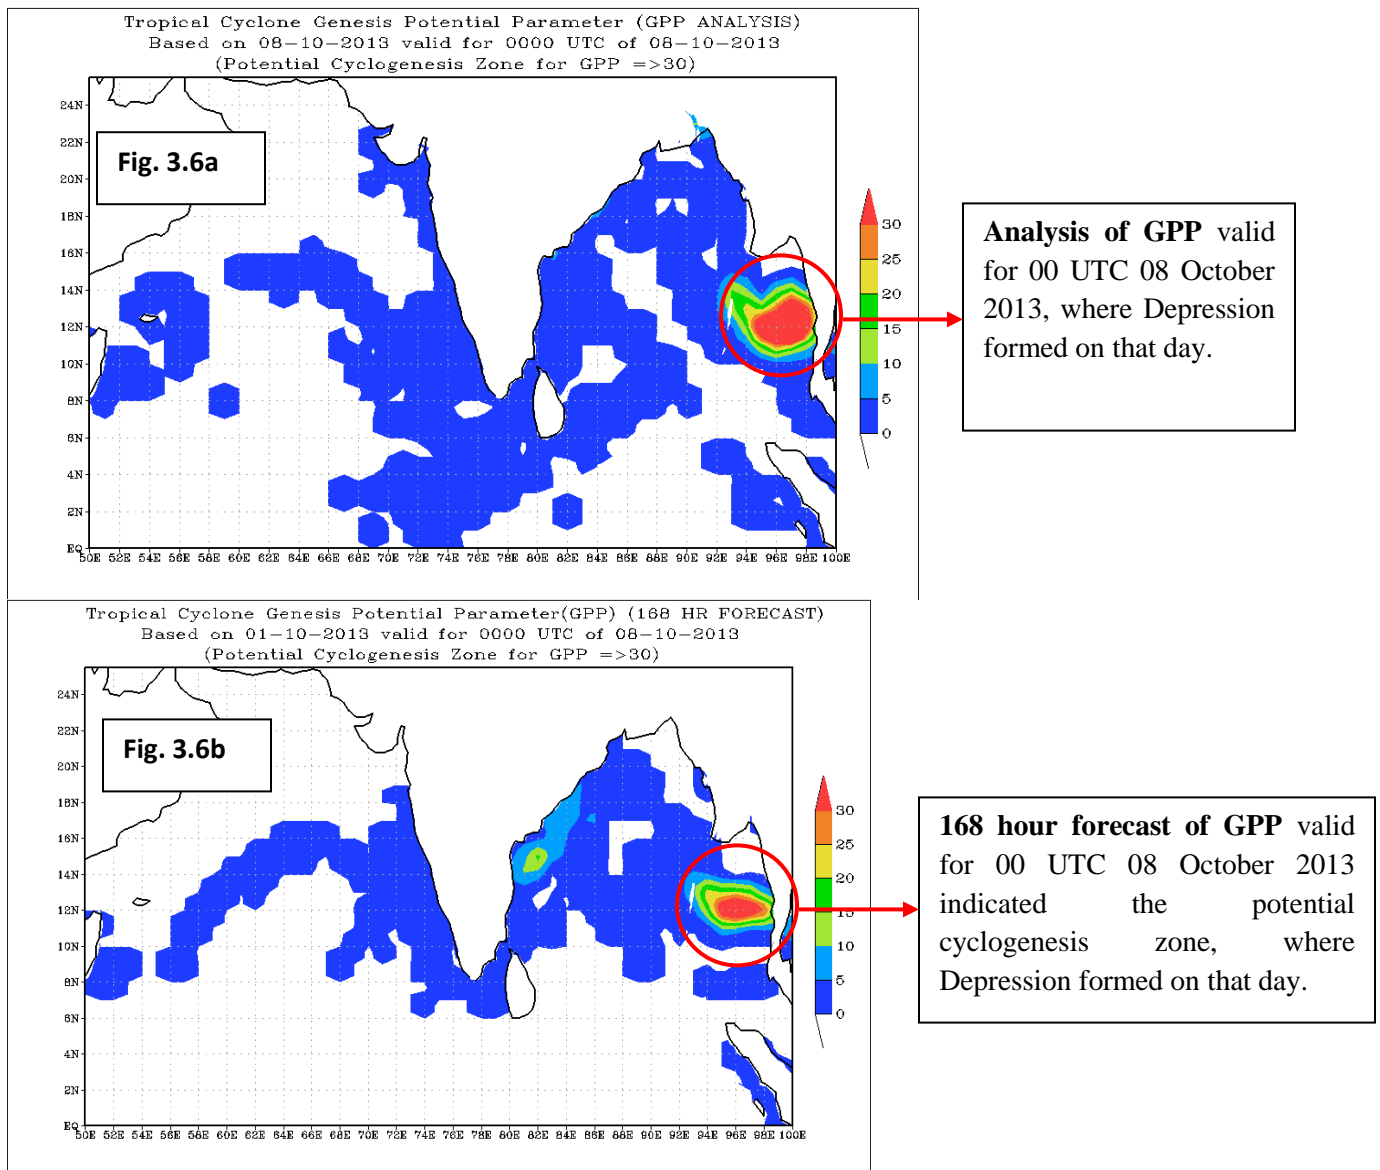 Tropical Cyclone Genesis Potential Parameter (GPP ANALYSIS)
Based on 08-10-2013 valid for 0000 UTC of 08-10-2013
(Potential Cyclogenesis Zone for GPP =>30)
24N
22N
20N
18N
16N
14N
12N
10N
8N
6N
4N
2N
EQ
50E 52E 54E 56E 58E 60E 62E 64E 66E 68E 70E 72E 74E 76E 78E 80E 82E 84E 86E 88E 90E 92E 94E 96E 98E 100E
Fig. 3.6a
30
25
20
15
10
5
0
Analysis of GPP valid
for 00 UTC 08 October
2013, where Depression
formed on that day.
Tropical Cyclone Genesis Potential Parameter(GPP) (168 HR FORECAST)
Based on 01-10-2013 valid for 0000 UTC of 08-10-2013
(Potential Cyclogenesis Zone for GPP =>30)
24N
22N
20N
18N
16N
14N
12N
10N
8N
6N
4N
2N
EQ
50E 52E 54E 56E 58E 60E 62E 64E 66E 68E 70E 72E 74E 76E 78E 80E 82E 84E 86E 88E 90E 92E 94E 96E 98E 100E
Fig. 3.6b
30
25
20
15
10
5
0
168 hour forecast of GPP valid
for 00 UTC 08 October 2013
indicated the potential
cyclogenesis zone, where
Depression formed on that day.